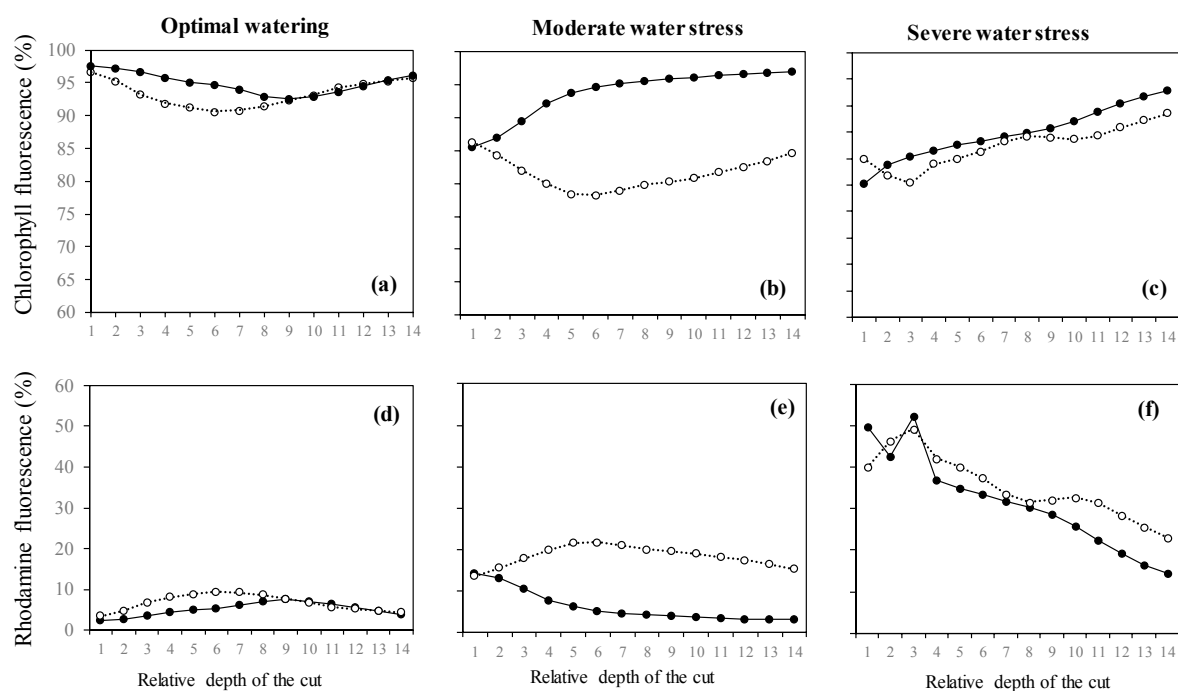 Optimal watering
Moderate water stress
Severe water stress
Chlorophyll fluorescence (%)
100
95
90
85
80
75
70
65
60
(a)
(b)
(c)
1 2 3 4 5 6 7 8 9 10 11 12 13 14
1 2 3 4 5 6 7 8 9 10 11 12 13 14
1 2 3 4 5 6 7 8 9 10 11 12 13 14
Rhodamine fluorescence (%)
60
50
40
30
20
10
0
(d)
(e)
(f)
1 2 3 4 5 6 7 8 9 10 11 12 13 14
1 2 3 4 5 6 7 8 9 10 11 12 13 14
1 2 3 4 5 6 7 8 9 10 11 12 13 14
Relative depth of the cut
Relative depth of the cut
Relative depth of the cut